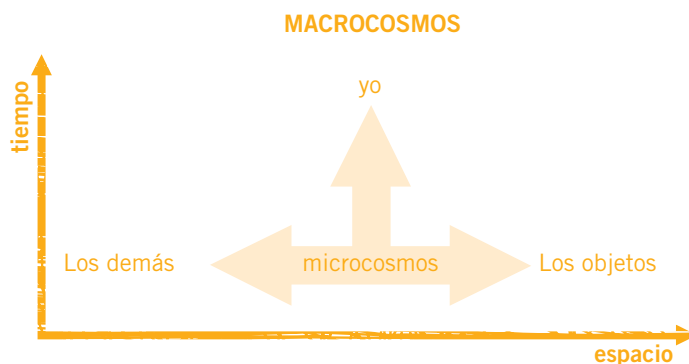 MACROCOSMOS
tiempo
yo
Los demás
microcosmos
Los objetos
espacio